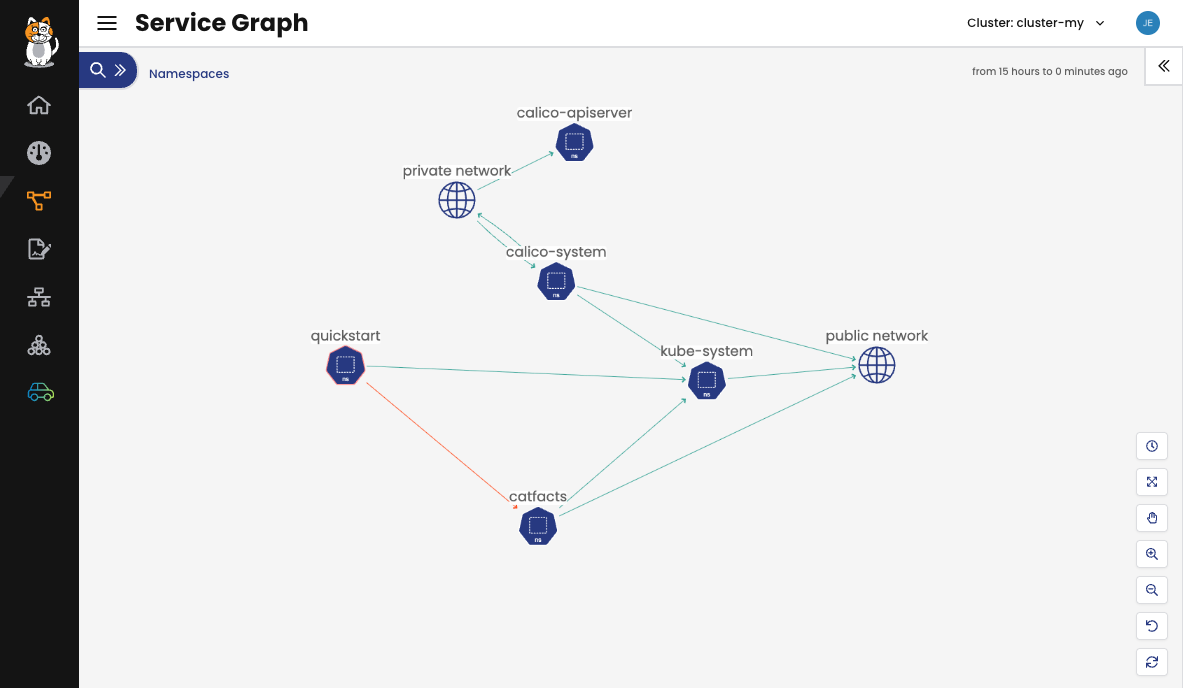 Service Graph
Cluster: cluster-my
JE
Namespaces
from 15 hours to 0 minutes ago
calico-apiserver
ns
private network
calico-system
ns
quickstart
ns
public network
kube-system
ns
catfacts
ns